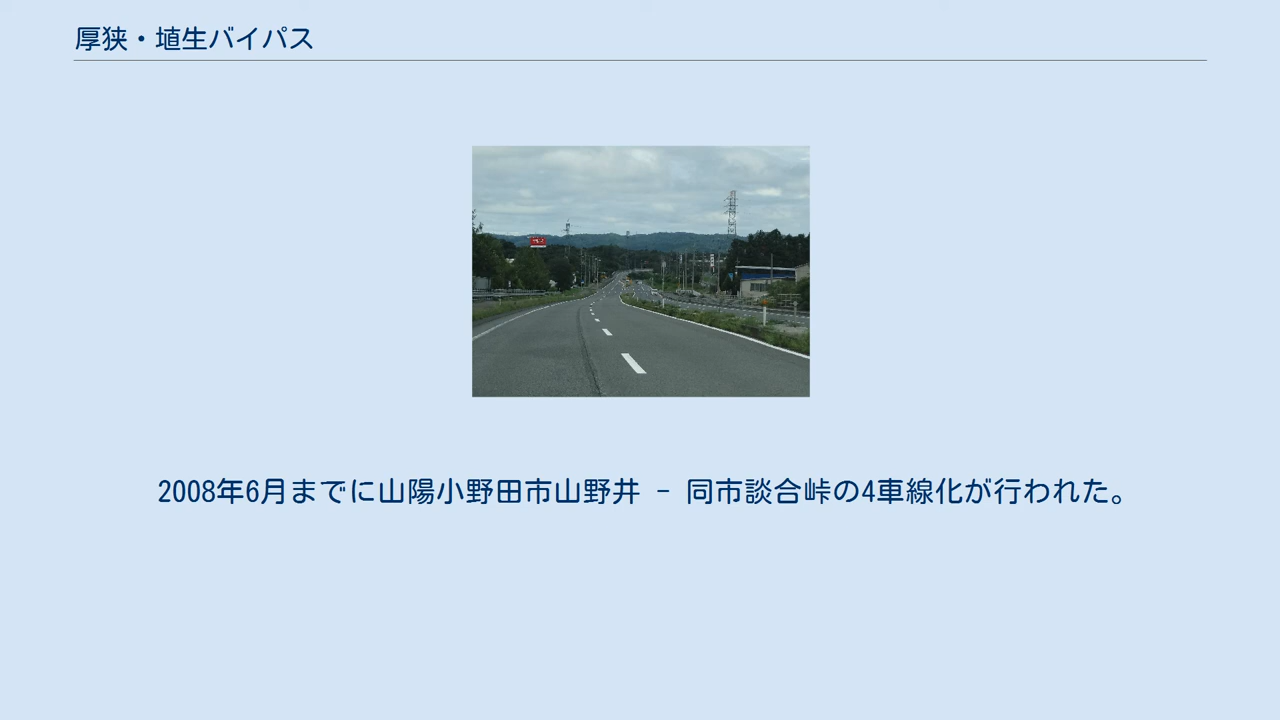 厚狭・埴生バイパス
2008年6月までに山陽小野田市山野井 - 同市談合峠の4車線化が行われた。